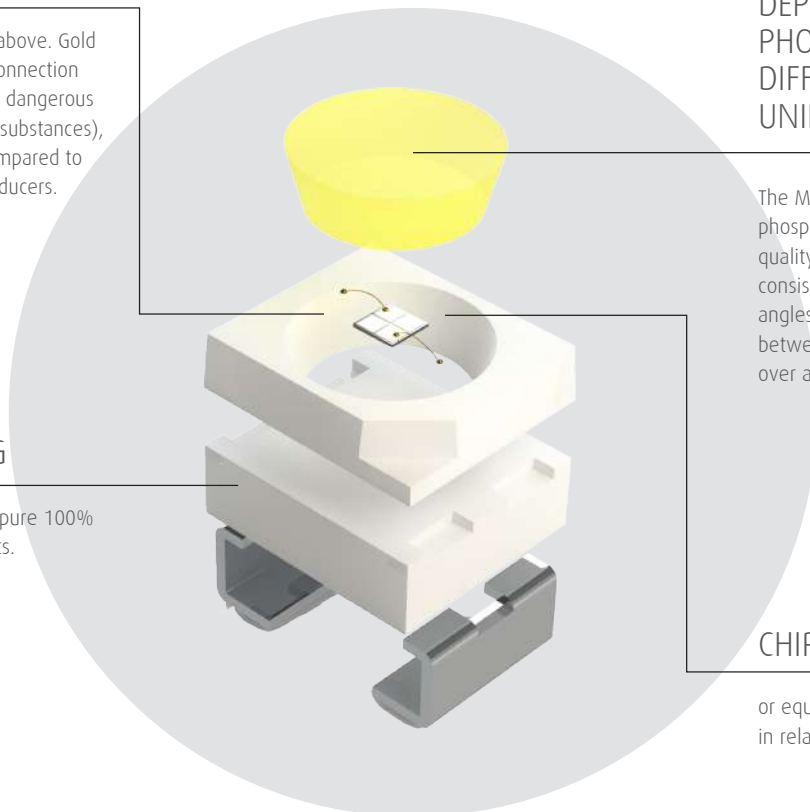 above. Gold
onnection
dangerous
substances),
mpared to
ducers.
G
pure 100%
ts.
DEP
PHO
DIFF
UNI
The M
phosp
quality
consis
angles
betwe
over a
CHIP
or equ
in rela